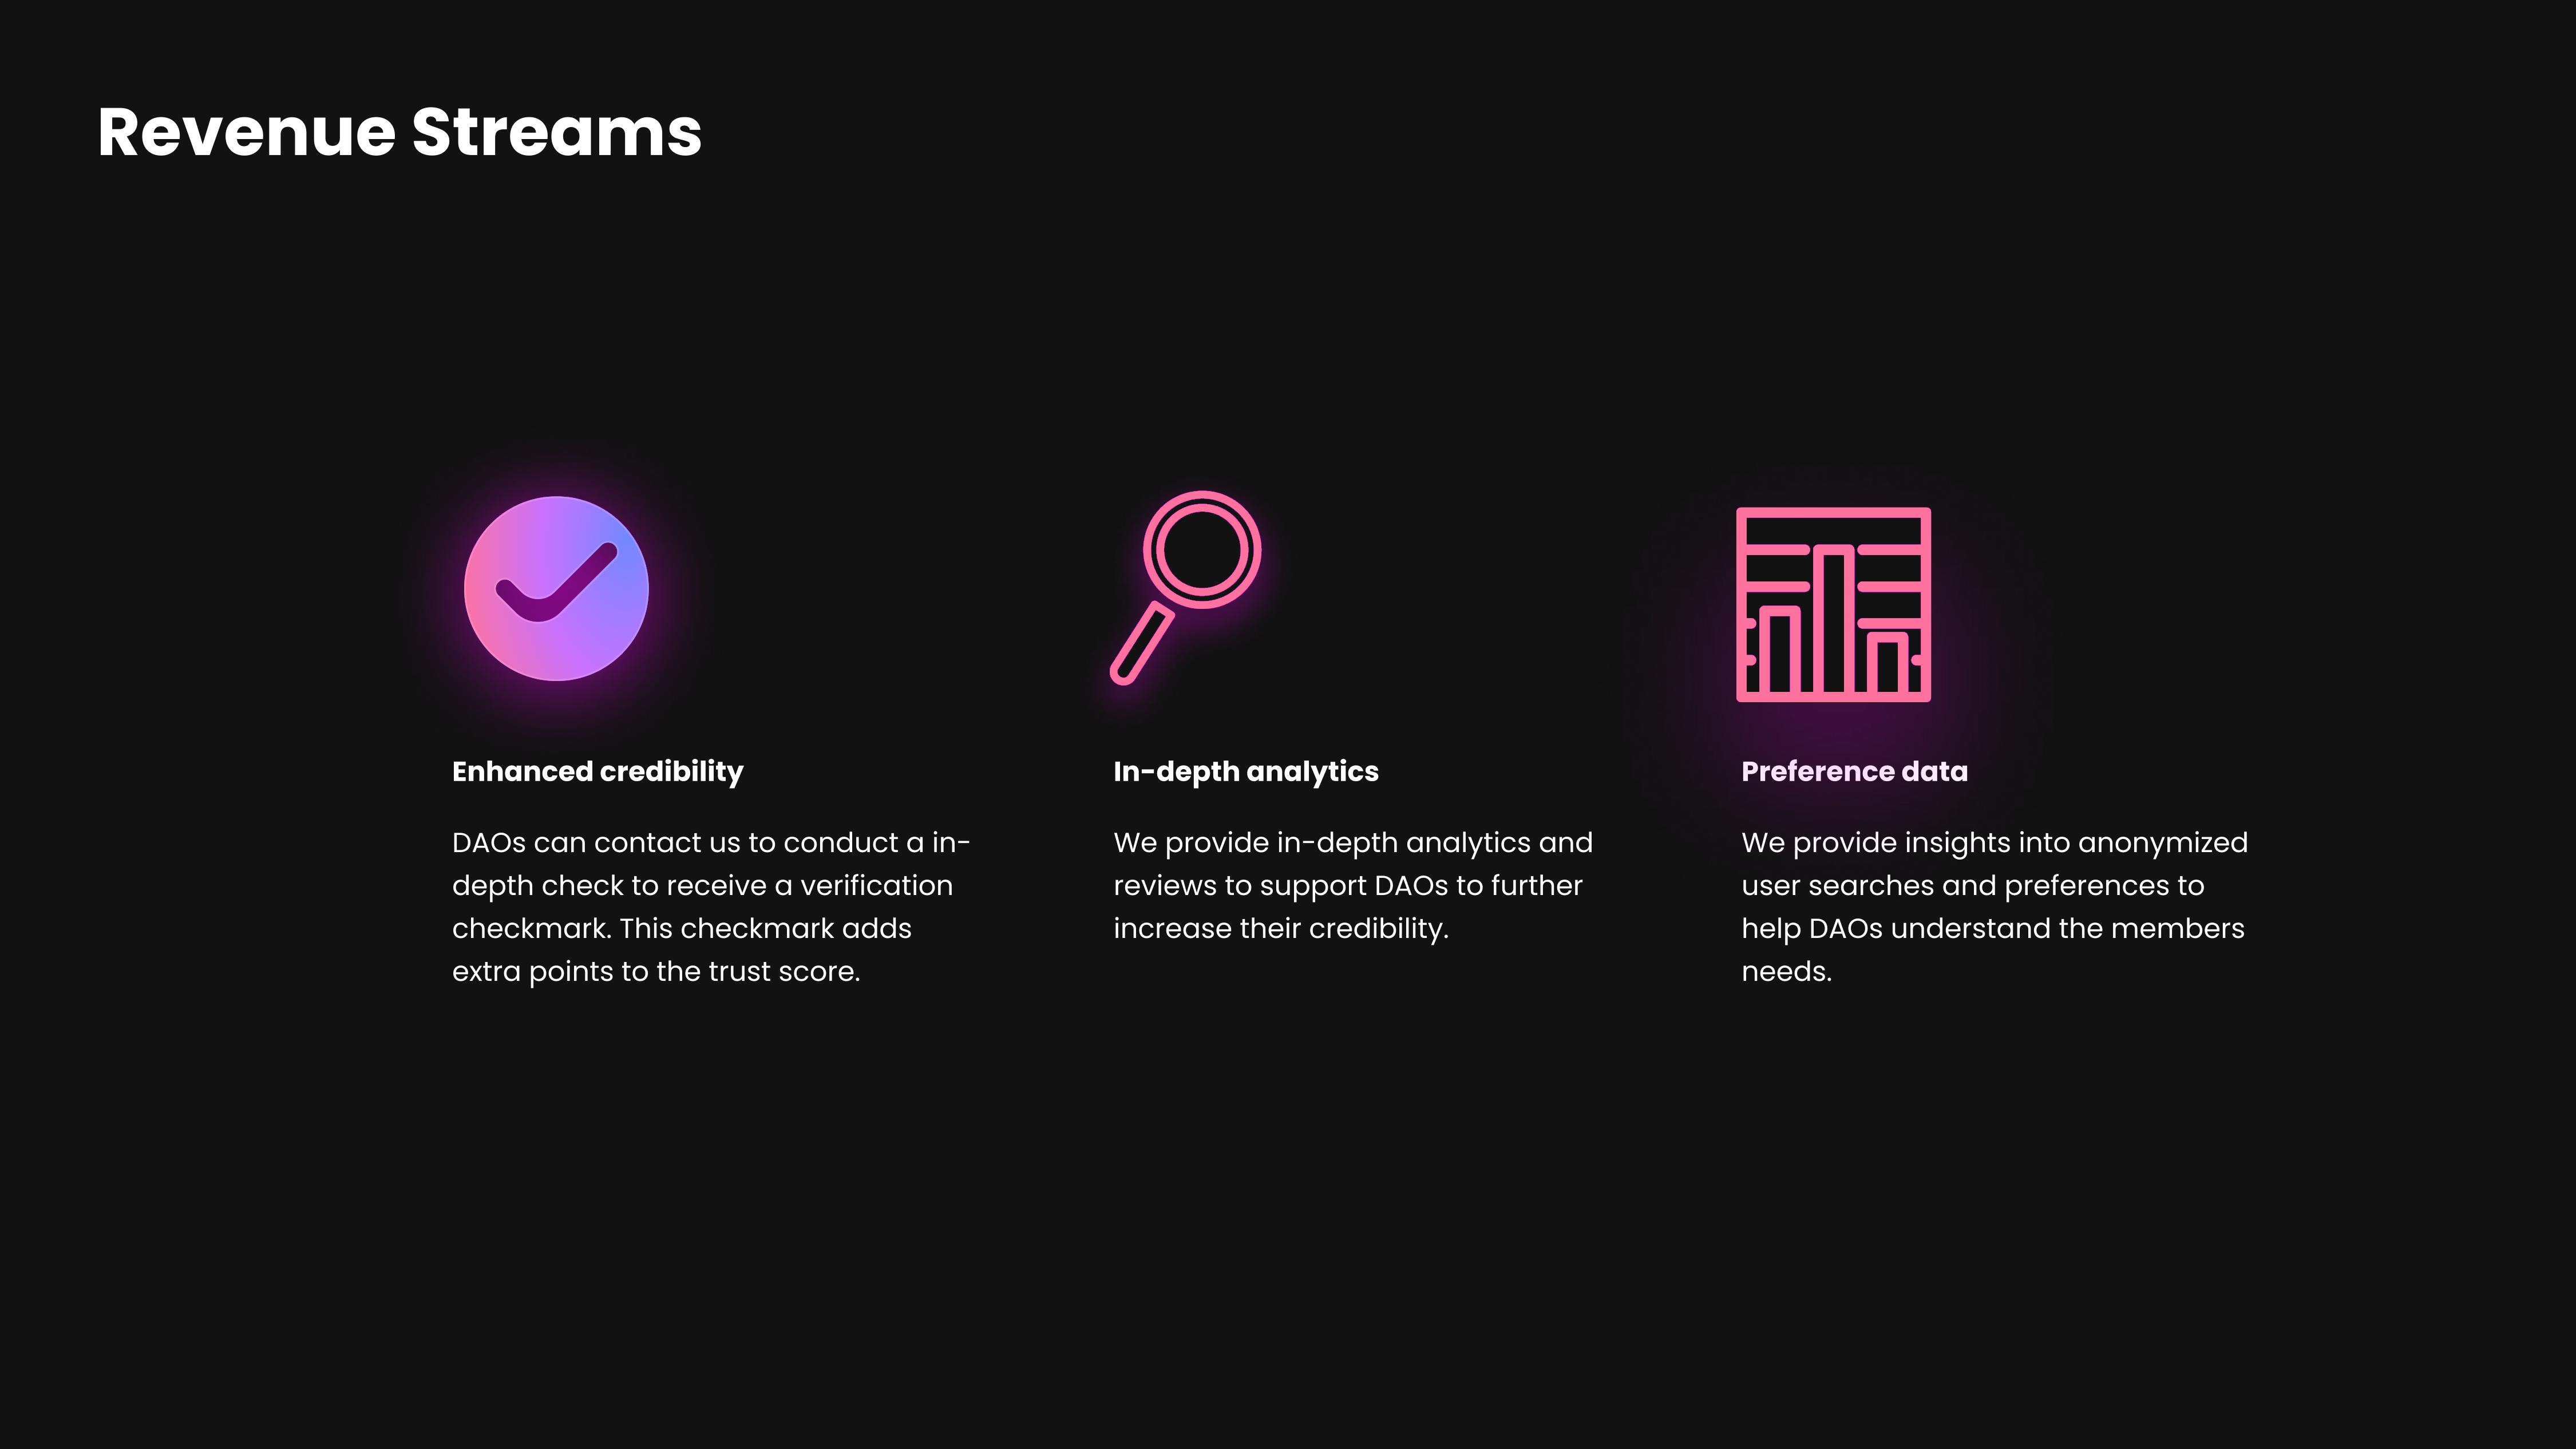 Revenue Streams
Enhanced credibility
DAOs can contact us to conduct a in-
depth check to receive a verification
checkmark. This checkmark adds
extra points to the trust score.
In-depth analytics
We provide in-depth analytics and
reviews to support DAOs to further
increase their credibility.
Preference data
We provide insights into anonymized
user searches and preferences to
help DAOs understand the members
needs.